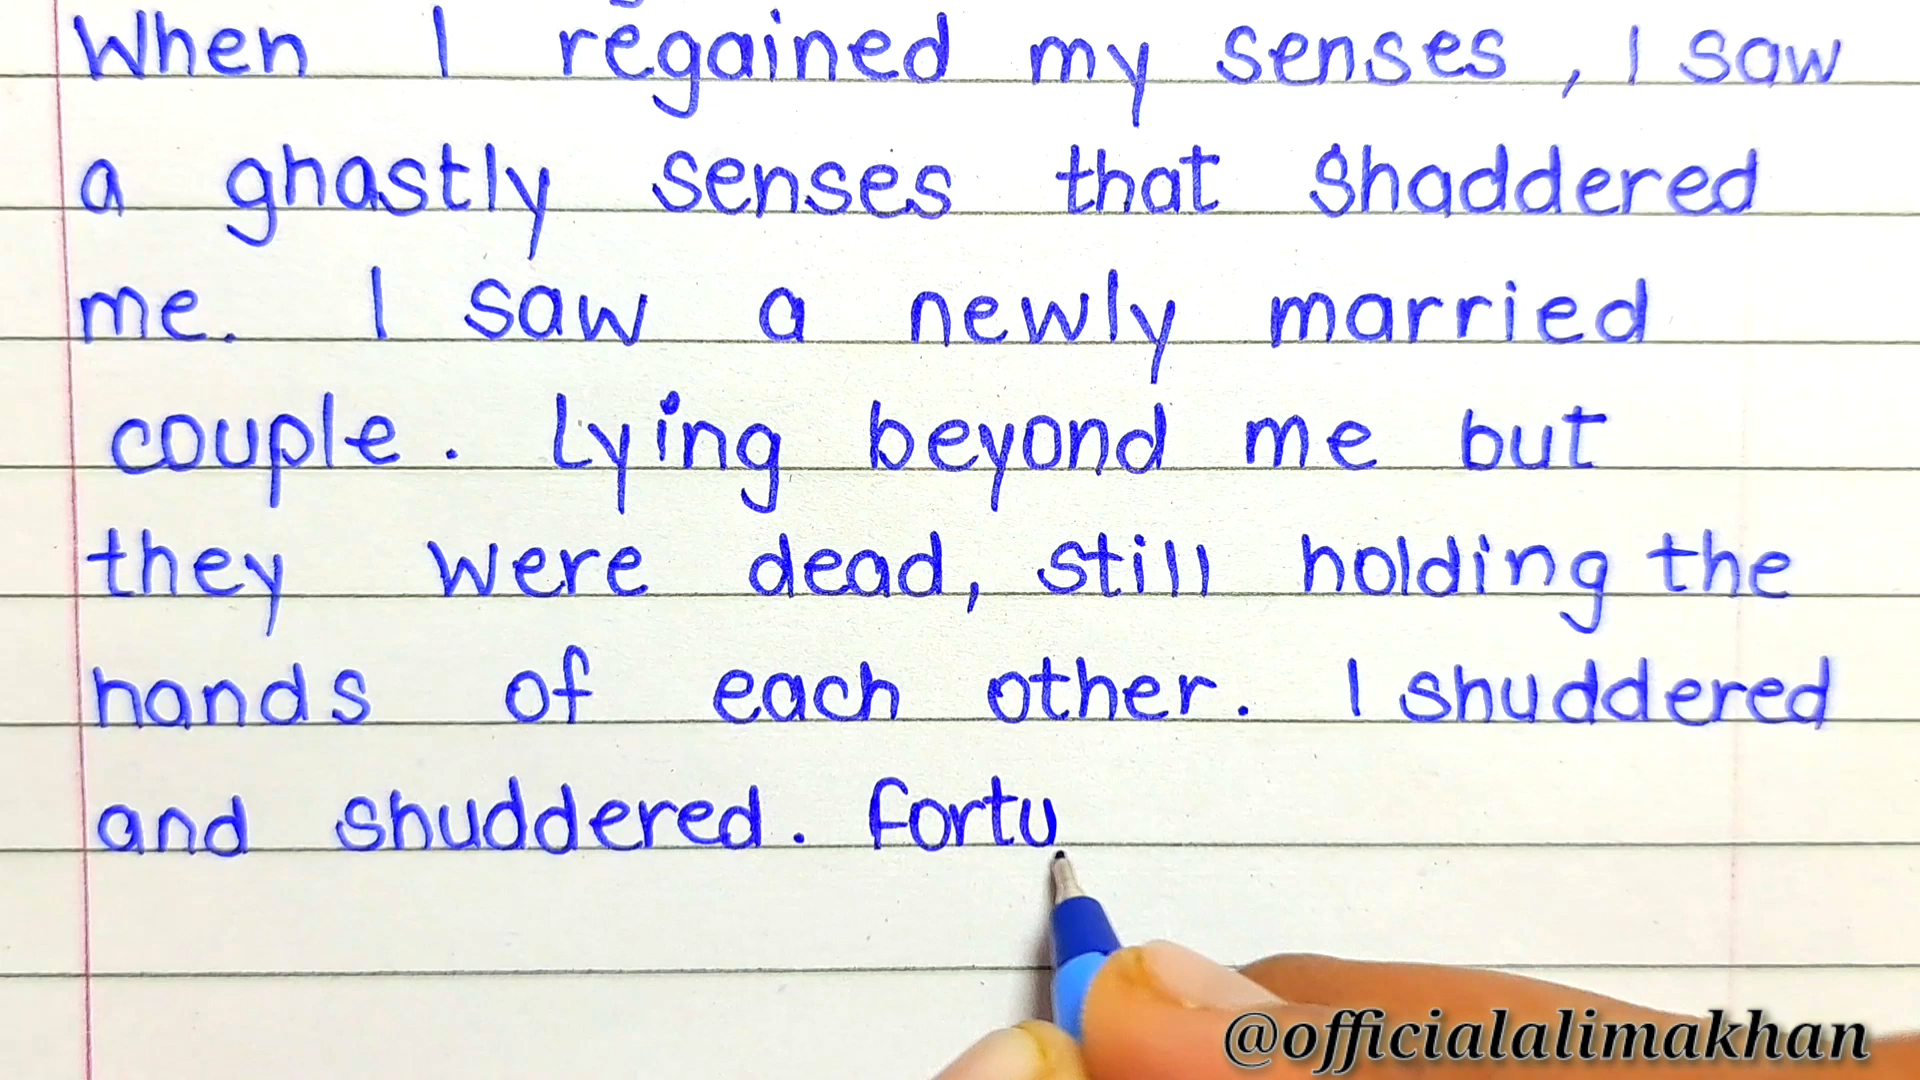 When I regained my senses, I saw
a ghastly senses that shaddered
me. I saw a newly married
couple. Lying beyond me but
they were dead, still holding the
hands of each other. I shuddered
and shuddered. Fortu
@officialalimakhan